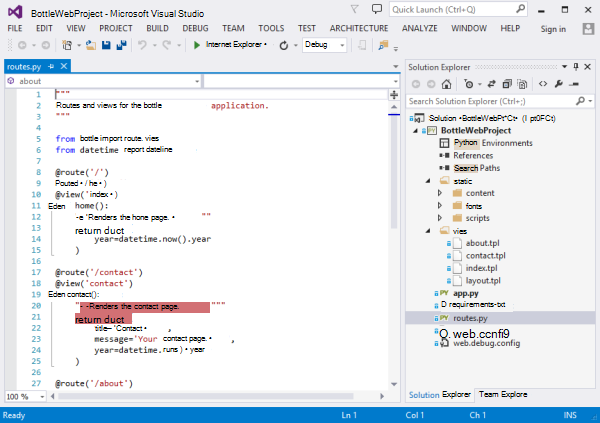 BottleWebProject - Microsoft Visual Studio
Quick Launch (Ctrl+Q)
FILE EDIT VIEW PROJECT BUILD DEBUG TEAM TOOLS TEST ARCHITECTURE ANALYZE WINDOW HELP Sign in
Internet Explorer • Debug
routes.py
about
1 """
2 Routes and views for the bottle application.
3 """
4
5 from bottle import route. vies
6 from datetime report dateline
7
8 @route('/')
9 Pouted • / he • )
10 @view('index • )
11 Eden home():
12 -e 'Renders the hone page. • ""
13 return duct
14 year=datetime.now().year
15 )
16
17 @route('/contact')
18 @view('contact')
19 Eden contact():
20 "• -Renders the contact page. """
21 return duct
22 title– 'Contact • ,
23 message='Your contact page. • ,
24 year=datetime. runs ) • year
25 )
26
27 @route('/about')
100 %
Solution Explorer
Search Solution Explorer (Ctrl+;)
Solution •BottleWebPt°Ct• (I pt0FCt)
BottleWebProject
Python Environments
References
Search Paths
static
content
fonts
scripts
vies
about.tpl
contact.tpl
index.tpl
layout.tpl
app.py
D requirements-txt
routes.py
Q. web.ccnfi9
web.debug.config
Solution Explorer Team Explore
Ready Ln 1 Col 1 Ch 1 INS